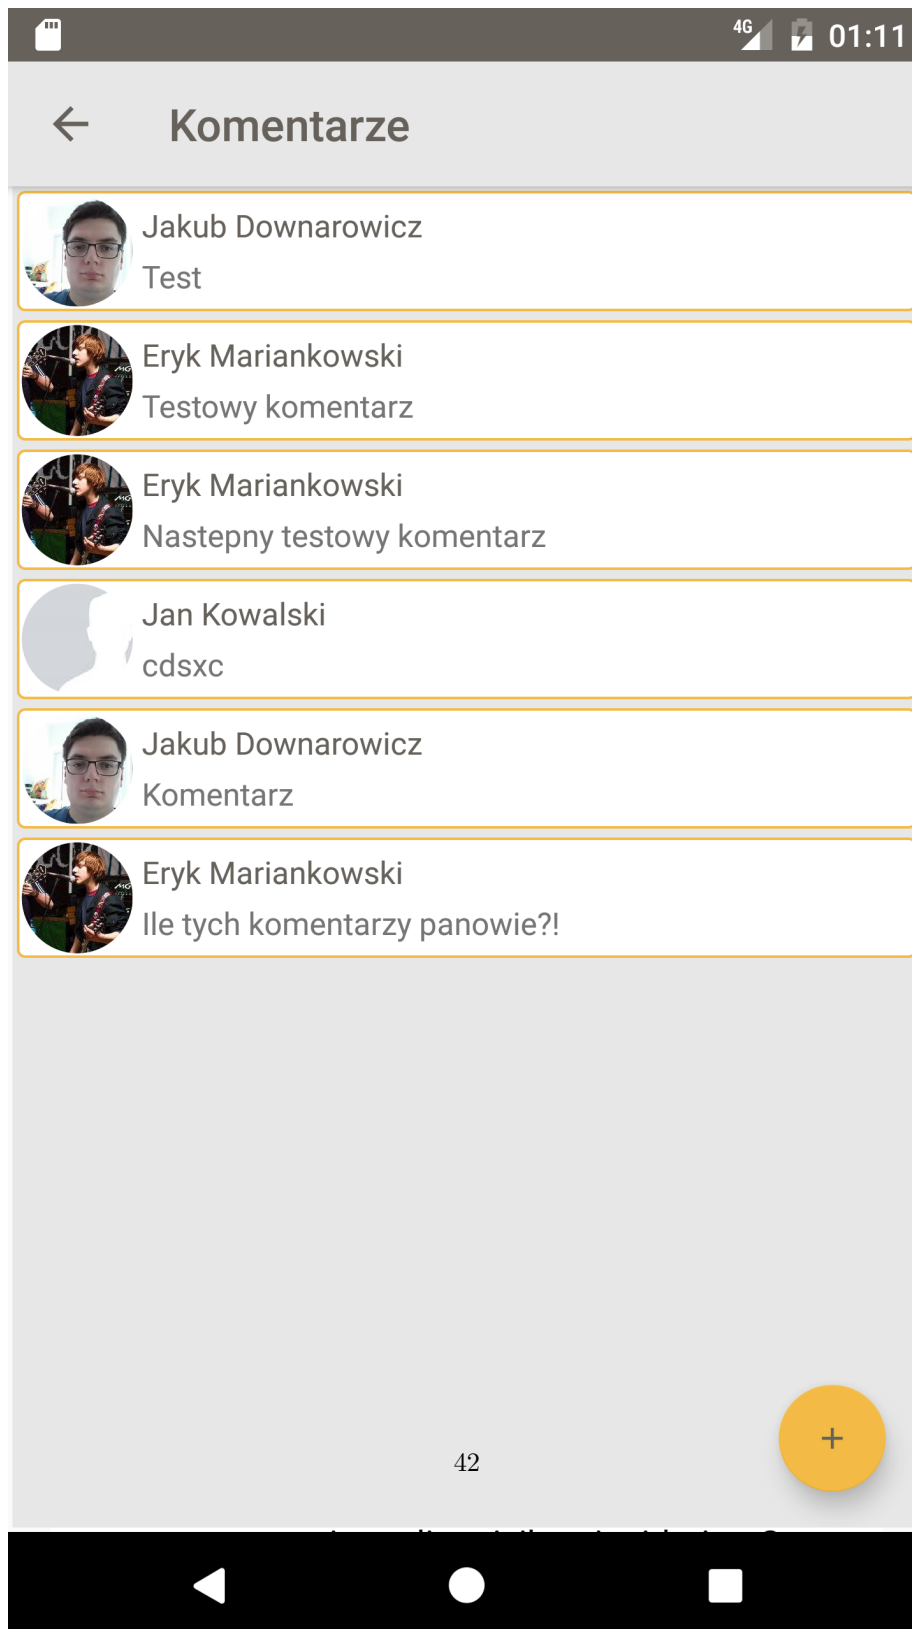 4G 01:11
Komentarze
Jakub Downarowicz
Test
Eryk Mariankowski
Testowy komentarz
Eryk Mariankowski
Nastepny testowy komentarz
Jan Kowalski
cdsxc
Jakub Downarowicz
Komentarz
Eryk Mariankowski
Ile tych komentarzy panowie?!
+
42